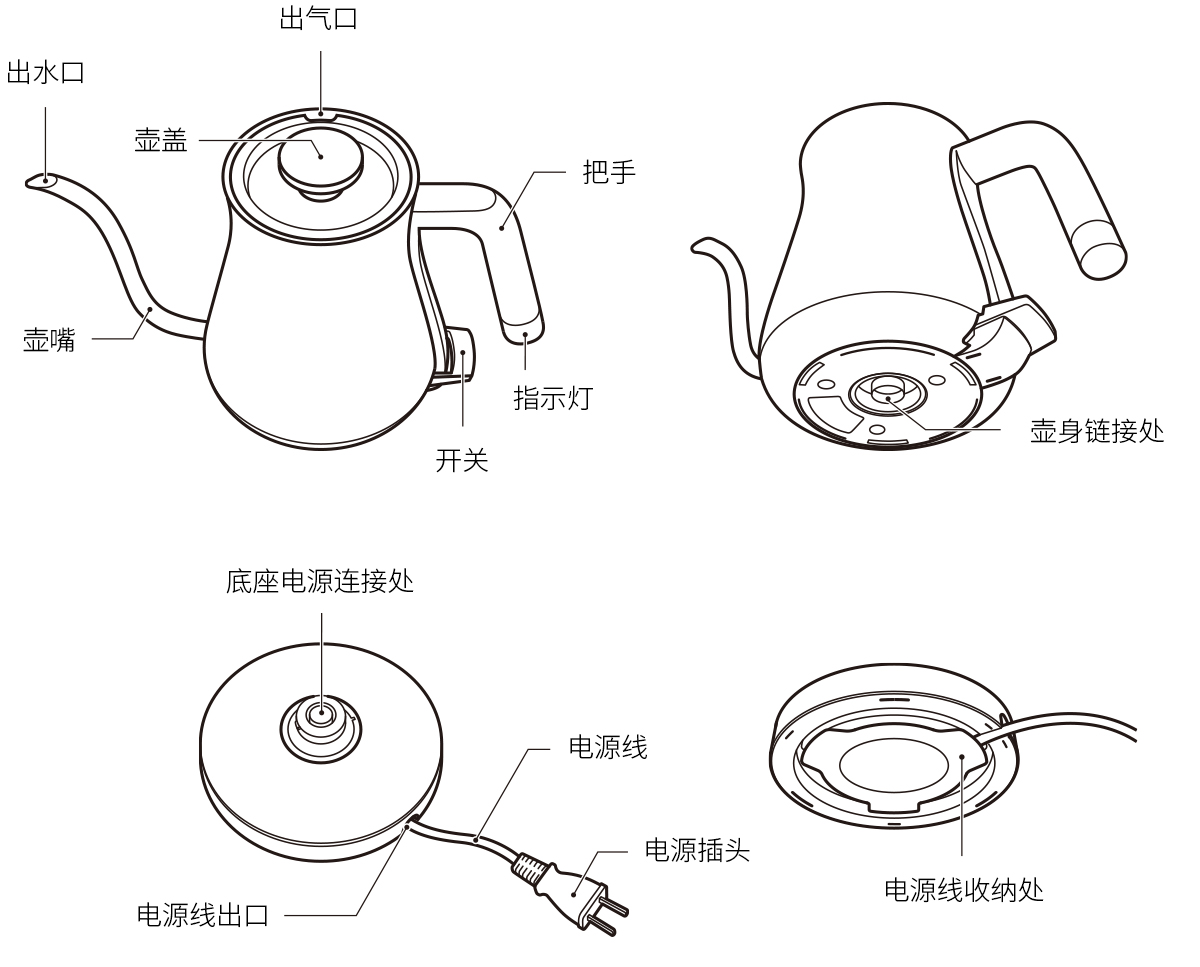 出气口
出水口
壶盖
把手
壶嘴
指示灯
开关
壶身链接处
底座电源连接处
电源线
电源插头
电源线收纳处
电源线出口